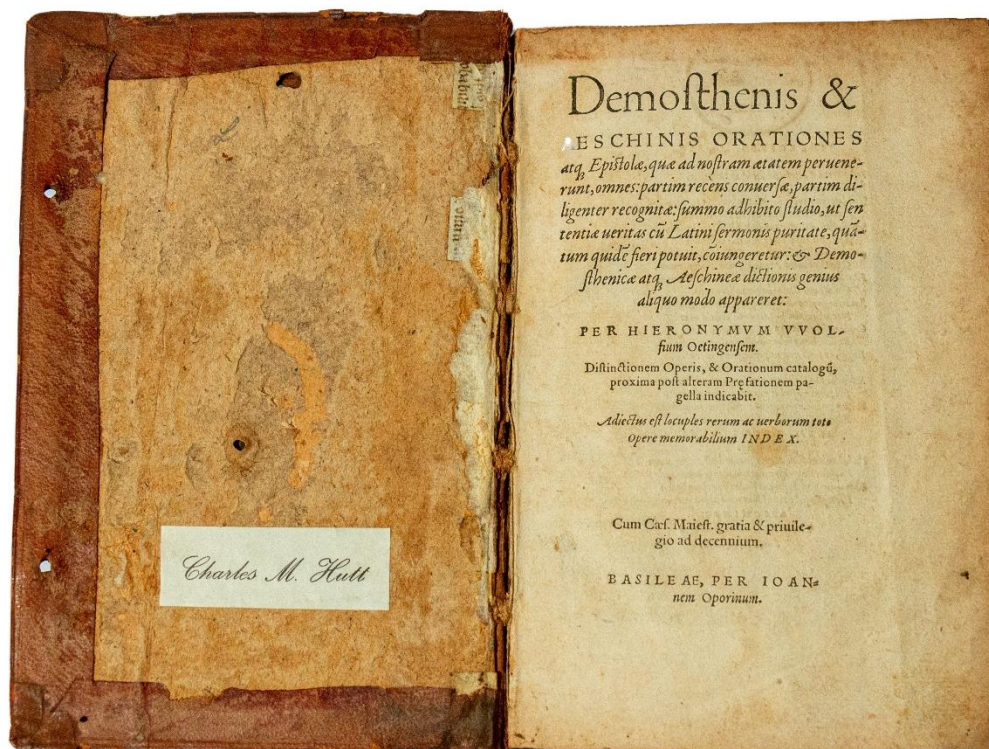 Charles M. Hutt
Demoſthenis &
AESCHINIS ORATIONES
atq; Epiſtolæ, quæ ad noſtram ætatem peruene-
runt, omnes: partim recèns conuerſæ, partim di-
ligenter recognitæ: ſummo adhibito ſtudio, ut ſen
tentiæ ueritas cū Latini ſermonis puritate, quā-
tum quidē fieri potuit, cōiungeretur: & Demo-
ſthenicæ atq; Aeſchineæ dictionis genius
aliquo modo appareret:
PER HIERONYMVM VVOL-
fium Oetingenſem.
Diſtinctionem Operis, & Orationum catalogū,
proxima poſt alteram Pręfationem pa-
gella indicabit.
Adiectus eſt locuples rerum ac uerborum toto
Opere memorabilium INDEX.
Cum Cæſ. Maieſt. gratia & priuile-
gio ad decennium.
BASILEAE, PER IOAN-
nem Oporinum.